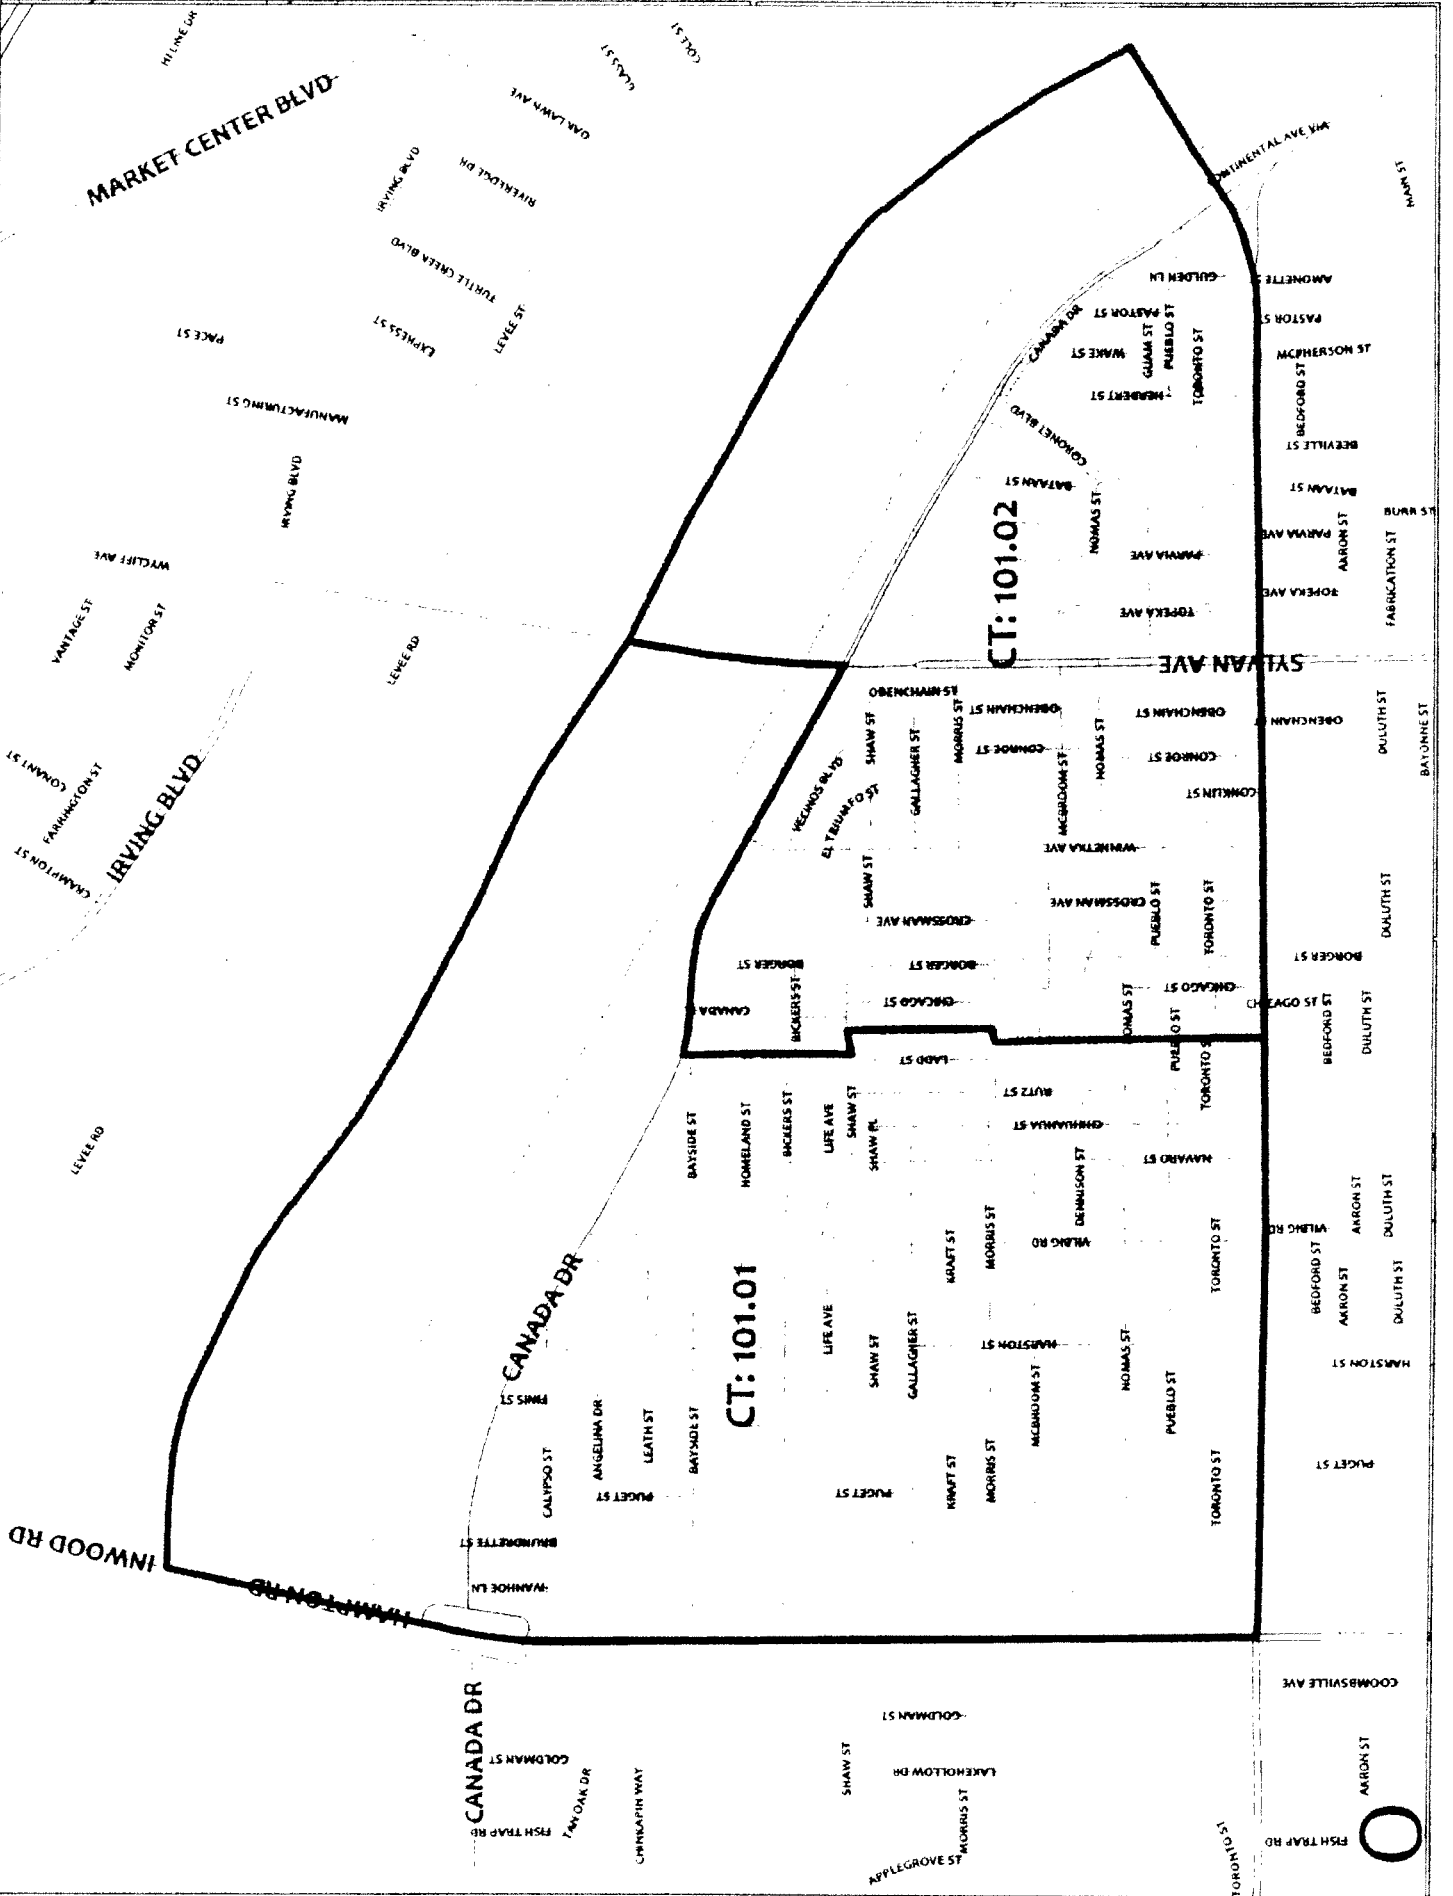 HI LINE DR
COLE ST
GLASS ST
MARKET CENTER BLVD
OAK LAWN AVE
CONTINENTAL AVE VIA
IRVING BLVD
RIVEREDGE DR
MAIN ST
TURTLE CREEK BLVD
GULDEN LN
AMONETTE ST
PACE ST
EXPRESS ST
LEVEE ST
CANADA DR
PASTOR ST
PASTOR ST
WAKE ST
GUAM ST
PUEBLO ST
TORONTO ST
MCPHERSON ST
HERBERT ST
BEDFORD ST
MANUFACTURING ST
CORONET BLVD
BEEVILLE ST
IRVING BLVD
BATAAN ST
BATAAN ST
BURR ST
NOMAS ST
CT: 101.02
PARVIA AVE
PARVIA AVE
AKRON ST
FABRICATION ST
WYCLIFF AVE
TOPEKA AVE
TOPEKA AVE
VANTAGE ST
MONITOR ST
LEVEE RD
SYLVAN AVE
OBENCHAIN ST
OBENCHAIN ST
OBENCHAIN ST
OBENCHAIN ST
SHAW ST
GALLAGHER ST
MORRIS ST
CONROE ST
NOMAS ST
CONROE ST
DULUTH ST
BAYONNE ST
CONANT ST
FARRINGTON ST
CRAMPTON ST
IRVING BLVD
VECINOS BLVD
EL TRIUMFO ST
MCBROOM ST
CONKLIN ST
WINNETKA AVE
SHAW ST
CROSSMAN AVE
CROSSMAN AVE
PUEBLO ST
TORONTO ST
DULUTH ST
BORGER ST
BORGER ST
BORGER ST
CANADA
BICKERS ST
CHICAGO ST
NOMAS ST
CHICAGO ST
CHICAGO ST
BEDFORD ST
DULUTH ST
LADD ST
PUEBLO ST
TORONTO ST
RUTZ ST
LEVEE RD
BAYSIDE ST
HOMELAND ST
BICKERS ST
LIFE AVE
SHAW ST
SHAW PL
CHIHUAHUA ST
NAVARO ST
DENNISON ST
AKRON ST
DULUTH ST
CANADA DR
CT: 101.01
KRAFT ST
MORRIS ST
VILBIG RD
TORONTO ST
VILBIG RD
BEDFORD ST
AKRON ST
DULUTH ST
LIFE AVE
SHAW ST
GALLAGHER ST
HARSTON ST
NOMAS ST
HARSTON ST
FINIS ST
MCBROOM ST
PUEBLO ST
CALYPSO ST
ANGELINA DR
LEATH ST
BAYSIDE ST
KRAFT ST
MORRIS ST
TORONTO ST
PUGET ST
PUGET ST
PUGET ST
INWOOD RD
BRUNDRETTE ST
IVANHOE LN
HAMPTON RD
CANADA DR
COOMBSVILLE AVE
GOLDMAN ST
GOLDMAN ST
FISH TRAP RD
TAN OAK DR
CHINKAPIN WAY
SHAW ST
LAKEHOLLOW DR
MORRIS ST
APPLEGROVE ST
TORONTO ST
FISH TRAP RD
AKRON ST
0